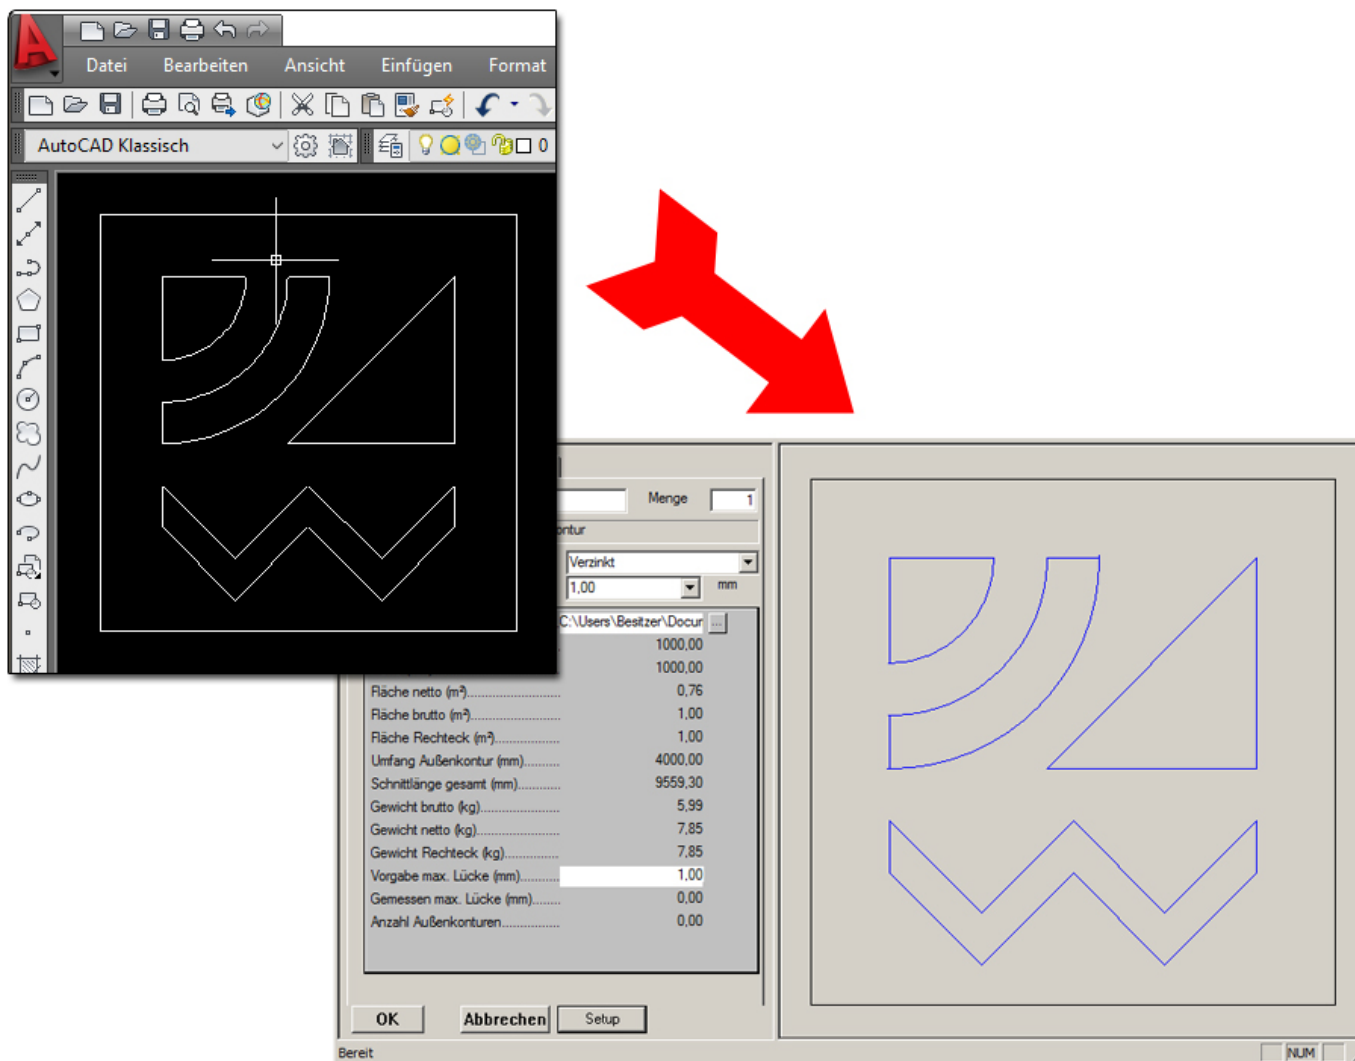 Datei Bearbeiten Ansicht Einfügen Format
AutoCAD Klassisch
0
Menge 1
ontur
Verzinkt
1,00 mm
C:\Users\Besitzer\Docur ...
1000,00
1000,00
Fläche netto (m²)........................... 0,76
Fläche brutto (m²)......................... 1,00
Fläche Rechteck (m²)................... 1,00
Umfang Außenkontur (mm).......... 4000,00
Schnittlänge gesamt (mm)............ 9559,30
Gewicht brutto (kg)...................... 5,99
Gewicht netto (kg)....................... 7,85
Gewicht Rechteck (kg)............... 7,85
Vorgabe max. Lücke (mm).......... 1,00
Gemessen max. Lücke (mm)....... 0,00
Anzahl Außenkonturen................ 0,00
OK Abbrechen Setup
Bereit NUM